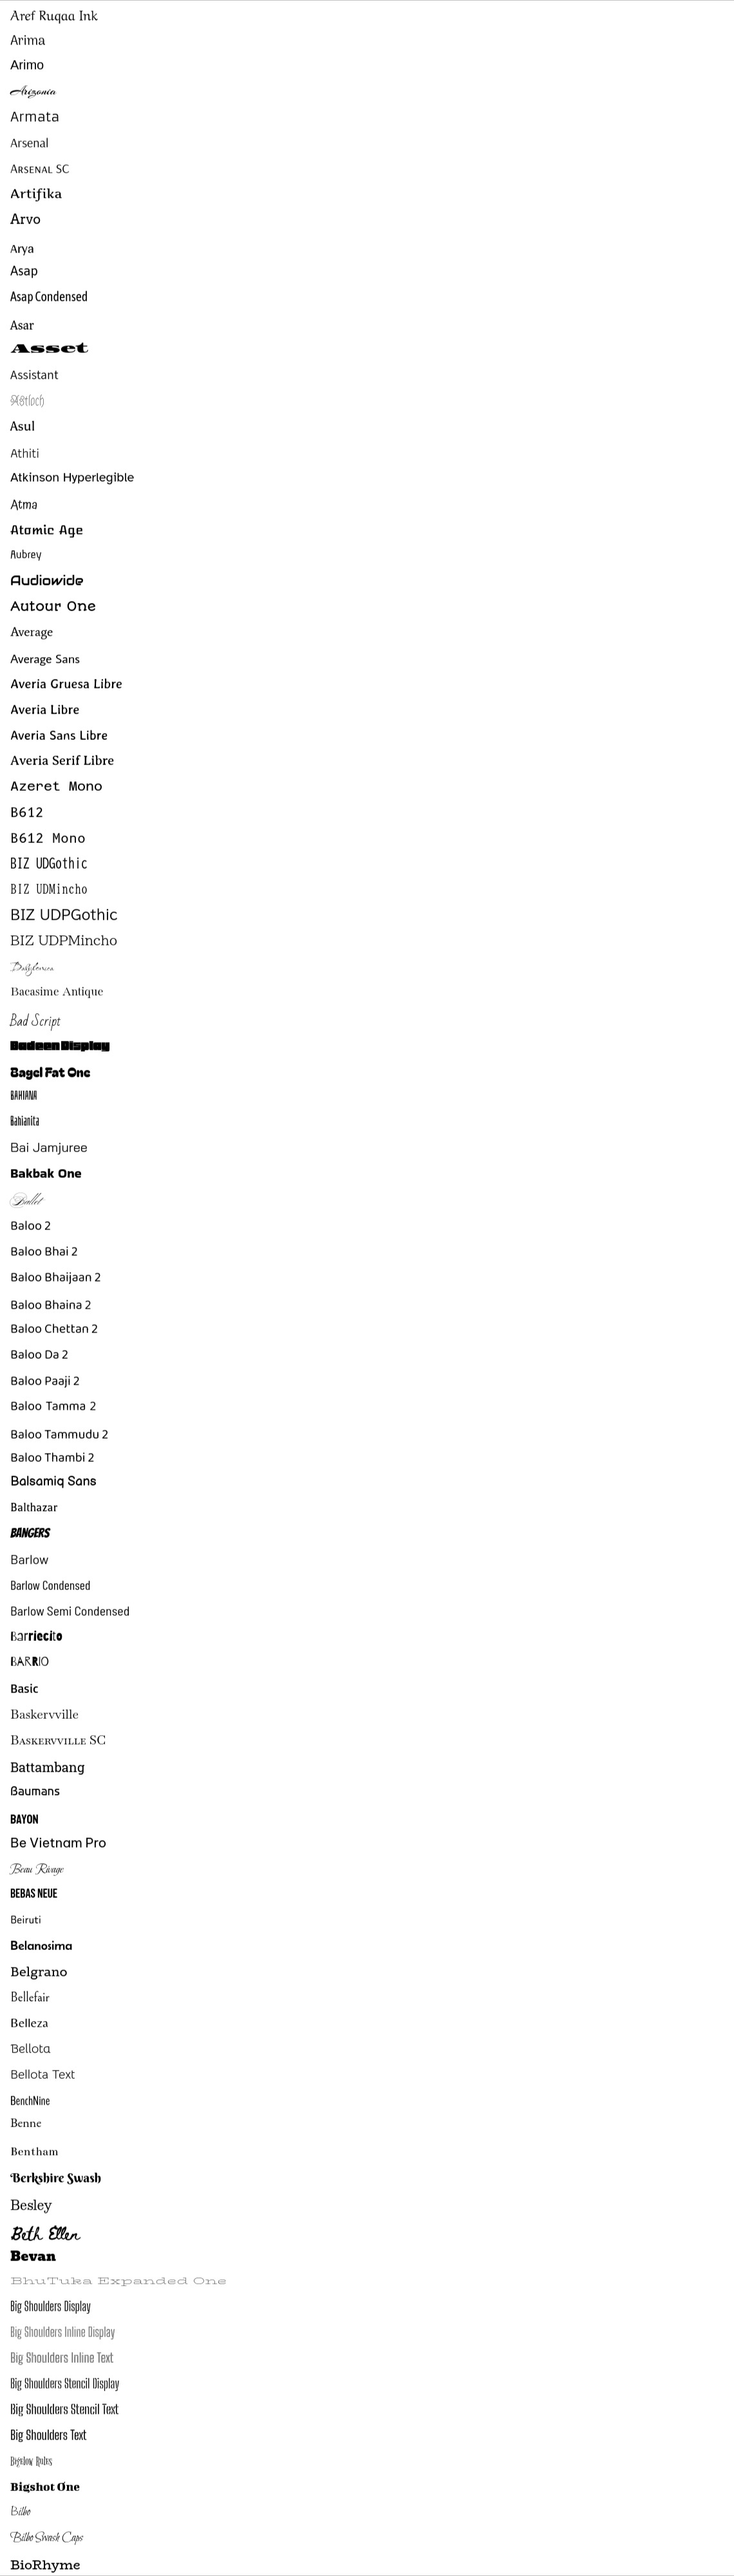 Aref Ruqaa Ink
Arima
Arimo
Arizonia
Armata
Arsenal
Arsenal SC
Artifika
Arvo
Arya
Asap
Asap Condensed
Asar
Asset
Assistant
Astloch
Asul
Athiti
Atkinson Hyperlegible
Atma
Atomic Age
Aubrey
Audiowide
Autour One
Average
Average Sans
Averia Gruesa Libre
Averia Libre
Averia Sans Libre
Averia Serif Libre
Azeret Mono
B612
B612 Mono
BIZ UDGothic
BIZ UDMincho
BIZ UDPGothic
BIZ UDPMincho
Babylonica
Bacasime Antique
Bad Script
Badeen Display
Bagel Fat One
BAHIANA
Bahianita
Bai Jamjuree
Bakbak One
Ballet
Baloo 2
Baloo Bhai 2
Baloo Bhaijaan 2
Baloo Bhaina 2
Baloo Chettan 2
Baloo Da 2
Baloo Paaji 2
Baloo Tamma 2
Baloo Tammudu 2
Baloo Thambi 2
Balsamiq Sans
Balthazar
BANGERS
Barlow
Barlow Condensed
Barlow Semi Condensed
Barriecito
BARRIO
Basic
Baskervville
Baskervville SC
Battambang
Baumans
BAYON
Be Vietnam Pro
Beau Rivage
BEBAS NEUE
Beiruti
Belanosima
Belgrano
Bellefair
Belleza
Bellota
Bellota Text
BenchNine
Benne
Bentham
Berkshire Swash
Besley
Beth Ellen
Bevan
BhuTuka Expanded One
Big Shoulders Display
Big Shoulders Inline Display
Big Shoulders Inline Text
Big Shoulders Stencil Display
Big Shoulders Stencil Text
Big Shoulders Text
Bigelow Rules
Bigshot One
Bilbo
Bilbo Swash Caps
BioRhyme